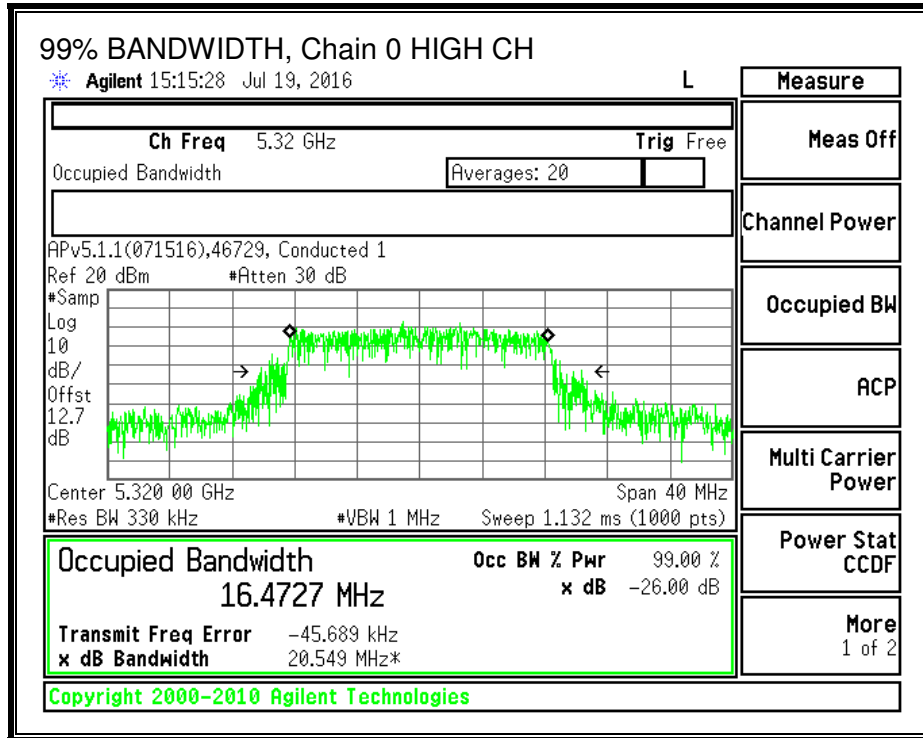 99% BANDWIDTH, Chain 0 HIGH CH
Agilent 15:15:28 Jul 19, 2016 L
Measure
Ch Freq 5.32 GHz Trig Free
Meas Off
Occupied Bandwidth Averages: 20
Channel Power
APv5.1.1(071516),46729, Conducted 1
Ref 20 dBm #Atten 30 dB
#Samp
Log
10
dB/
Offst
12.7
dB
Occupied BW
ACP
Multi Carrier
Power
Center 5.320 00 GHz Span 40 MHz
#Res BW 330 kHz #VBW 1 MHz Sweep 1.132 ms (1000 pts)
Power Stat
CCDF
Occupied Bandwidth Occ BW % Pwr 99.00 %
16.4727 MHz x dB -26.00 dB
Transmit Freq Error -45.689 kHz
x dB Bandwidth 20.549 MHz*
More
1 of 2
Copyright 2000-2010 Agilent Technologies